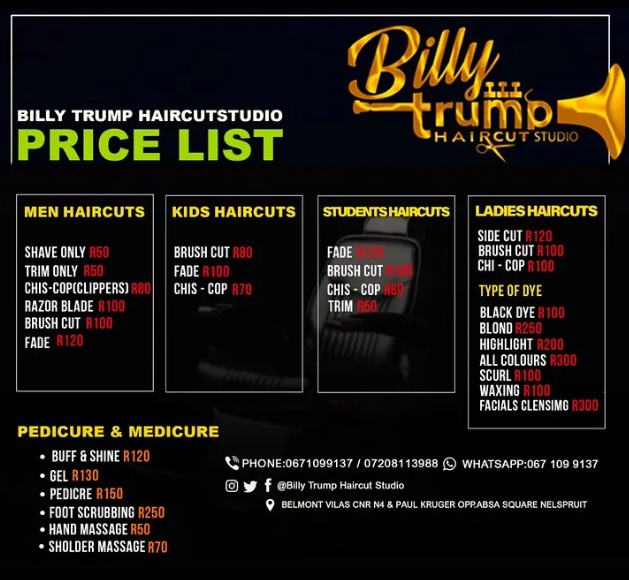 Billy
trump
HAIRCUT STUDIO
BILLY TRUMP HAIRCUTSTUDIO
PRICE LIST
MEN HAIRCUTS
SHAVE ONLY R50
TRIM ONLY R50
CHIS-COP(CLIPPERS) R80
RAZOR BLADE R100
BRUSH CUT R100
FADE R120
KIDS HAIRCUTS
BRUSH CUT R80
FADE R100
CHIS - COP R70
STUDENTS HAIRCUTS
FADE R120
BRUSH CUT R100
CHIS - COP R80
TRIM R50
LADIES HAIRCUTS
SIDE CUT R120
BRUSH CUT R100
CHI - COP R100
TYPE OF DYE
BLACK DYE R100
BLOND R250
HIGHLIGHT R200
ALL COLOURS R300
SCURL R100
WAXING R100
FACIALS CLENSIMG R300
PEDICURE & MEDICURE
• BUFF & SHINE R120
• GEL R130
• PEDICRE R150
• FOOT SCRUBBING R250
• HAND MASSAGE R50
• SHOLDER MASSAGE R70
PHONE:0671099137 / 07208113988 WHATSAPP:067 109 9137
@Billy Trump Haircut Studio
BELMONT VILAS CNR N4 & PAUL KRUGER OPP.ABSA SQUARE NELSPRUIT